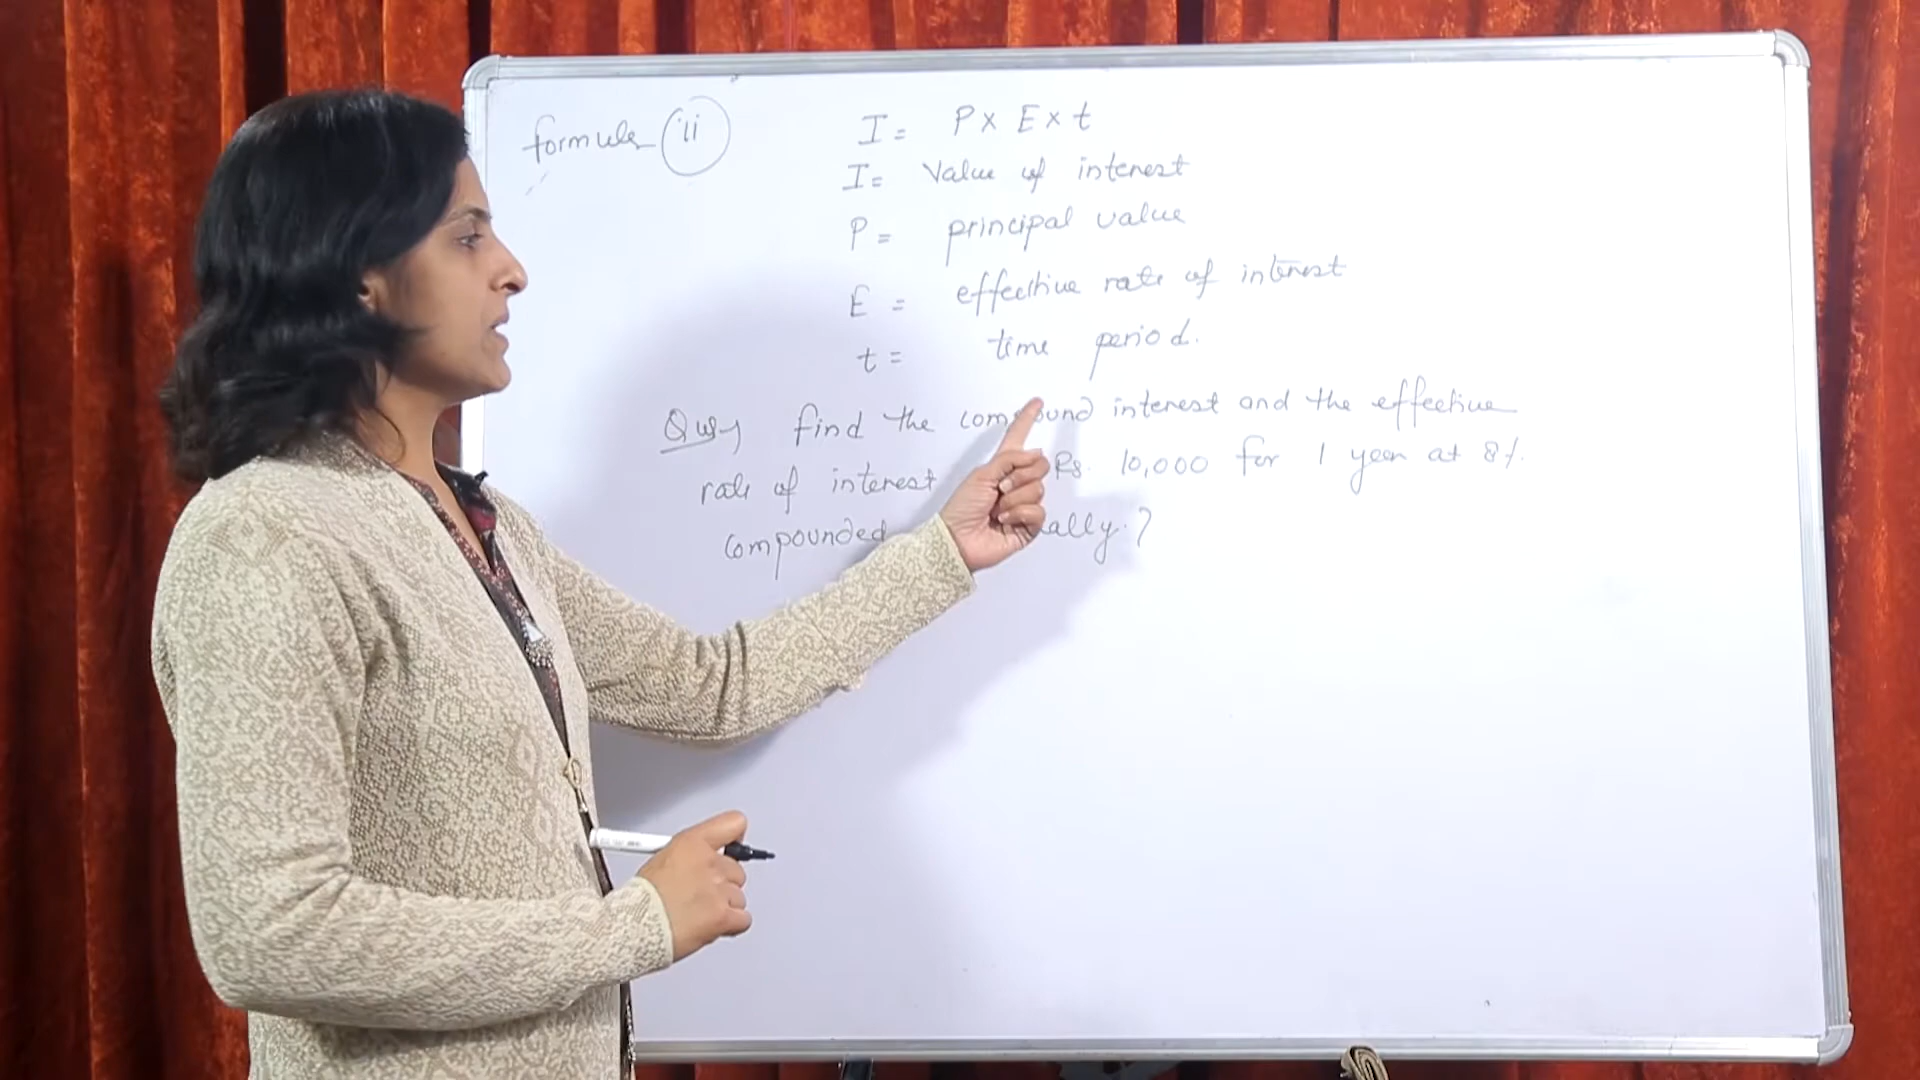 formula (ii)
I = P x E x t
I = Value of interest
P = principal value
E = effective rate of interest
t = time period.
Ques find the compound interest and the effective
rate of interest Rs. 10,000 for 1 year at 8%
compounded ally.?